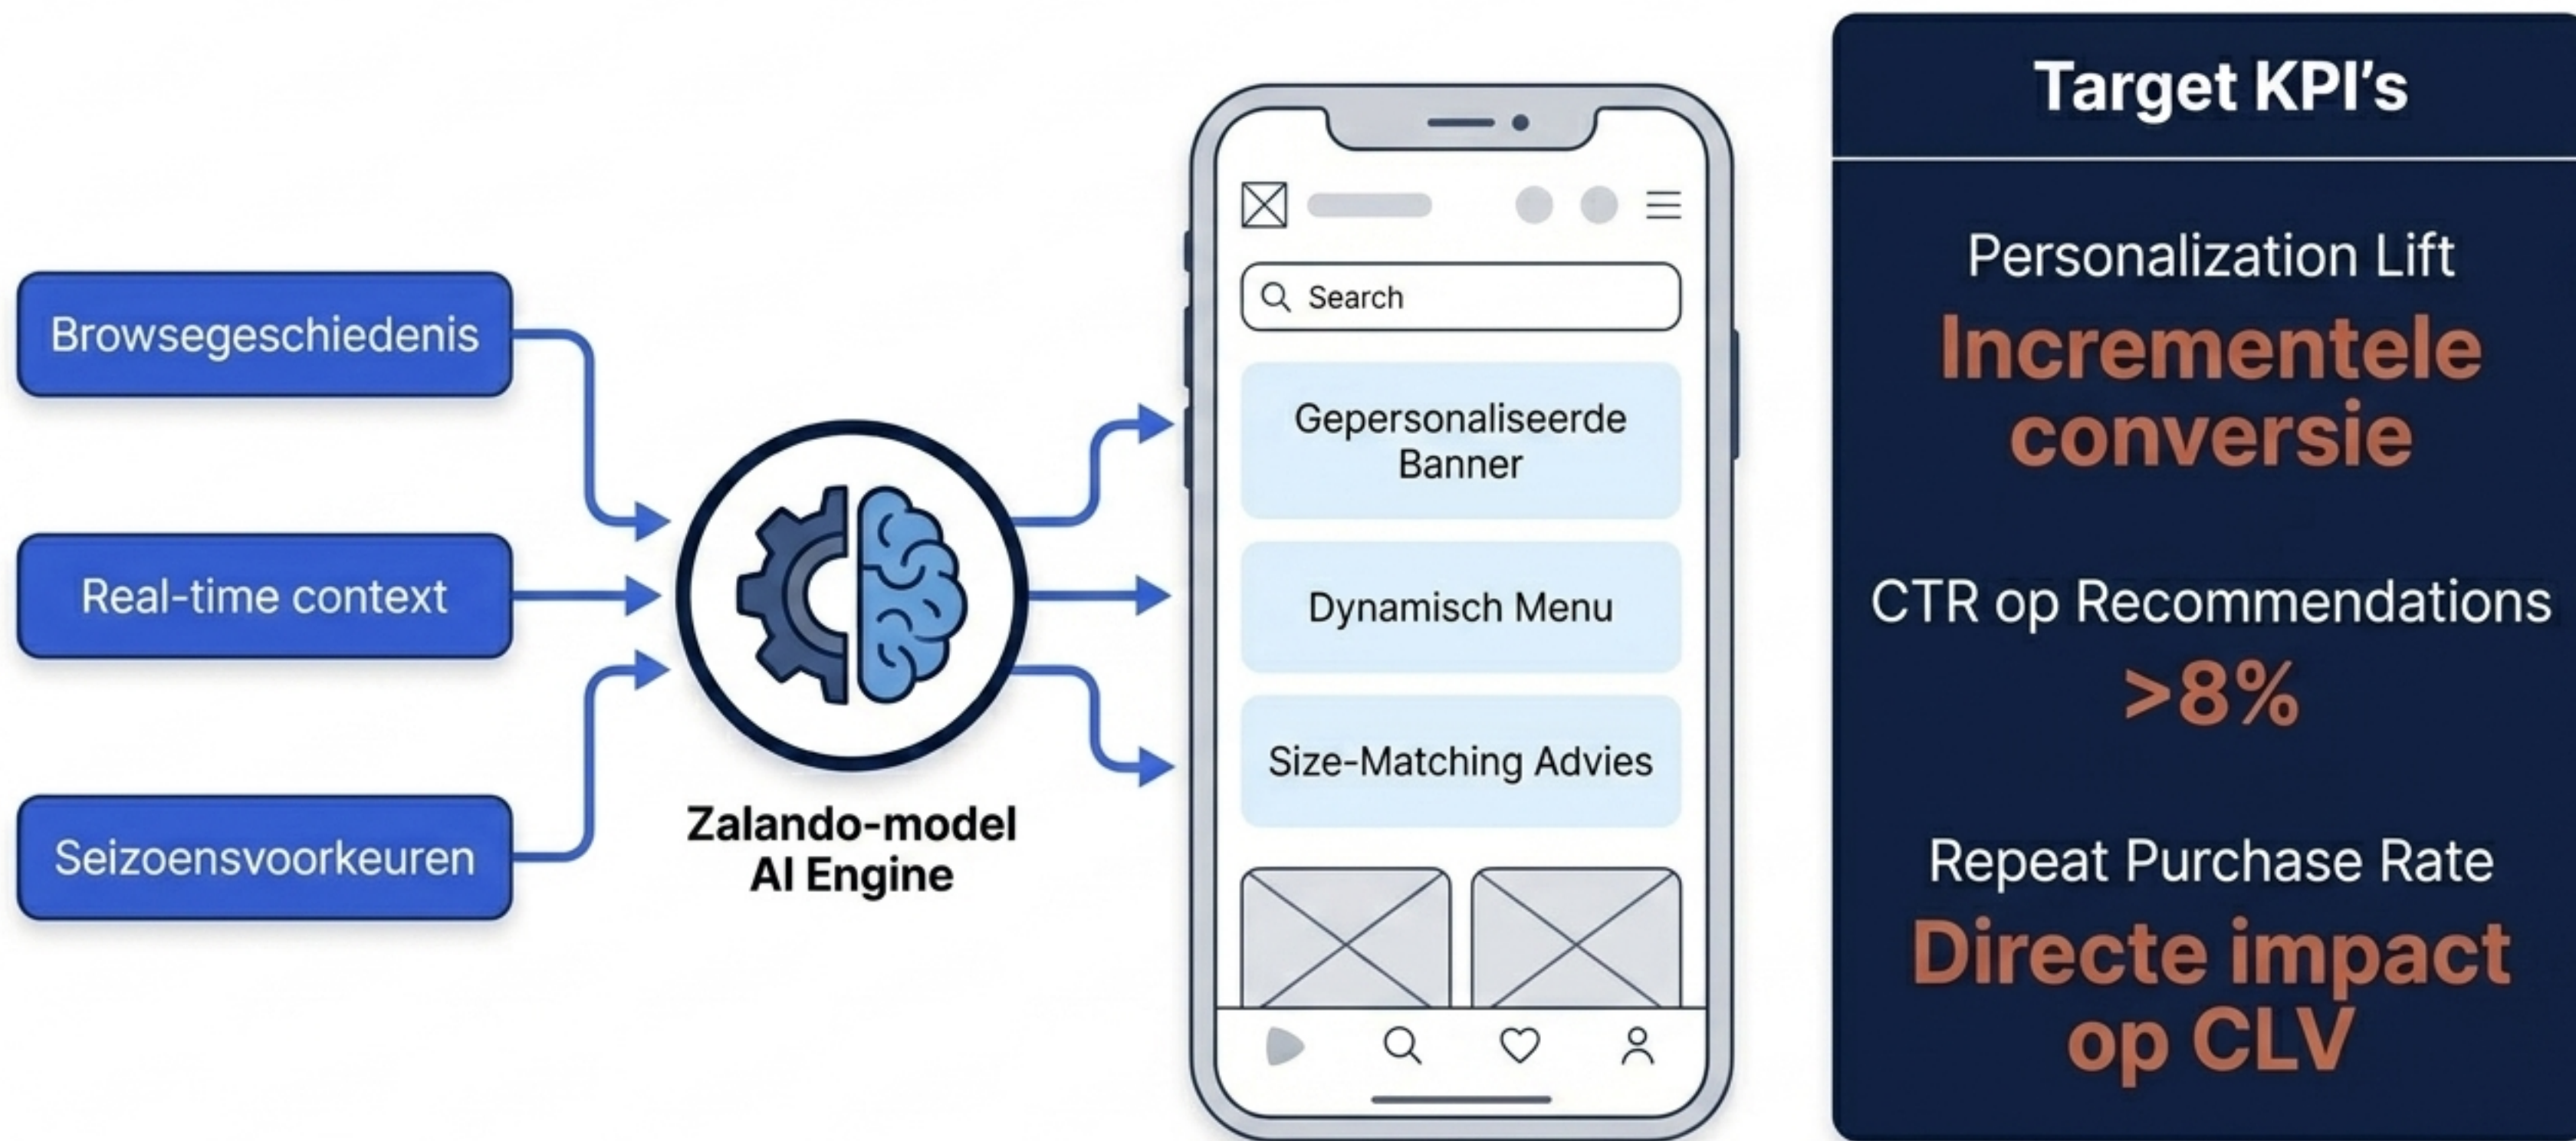 Browsegeschiedenis
Real-time context
Seizoensvoorkeuren
Zalando-model
AI Engine
Search
Gepersonaliseerde
Banner
Dynamisch Menu
Size-Matching Advies
Target KPI’s
Personalization Lift
Incrementele
conversie
CTR op Recommendations
>8%
Repeat Purchase Rate
Directe impact
op CLV